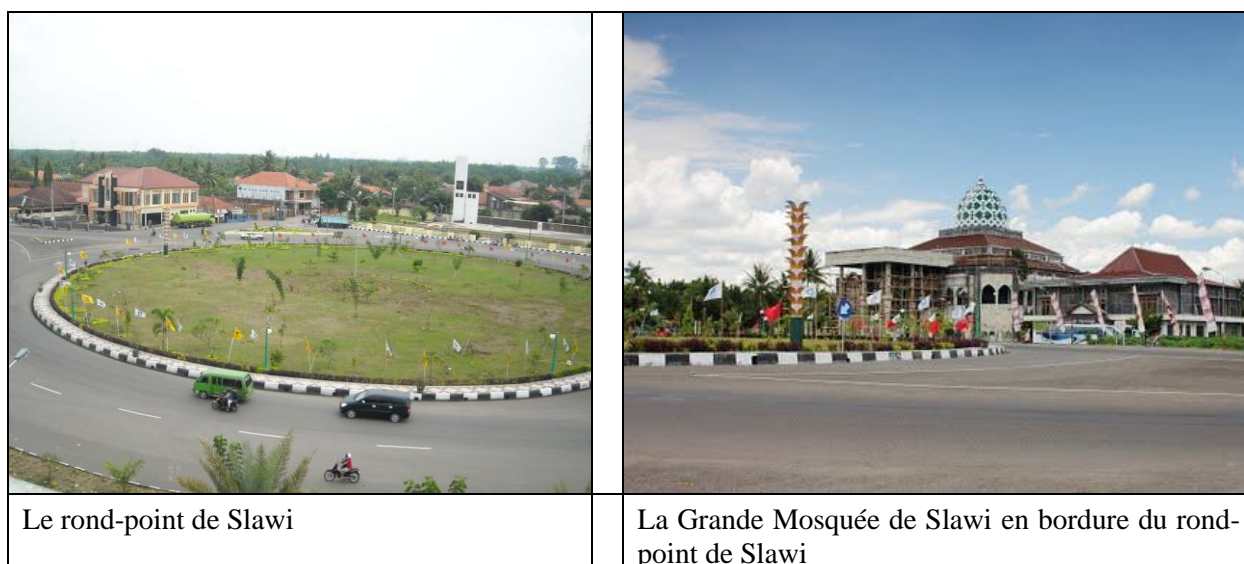 Le rond-point de Slawi
La Grande Mosquée de Slawi en bordure du rond-
point de Slawi